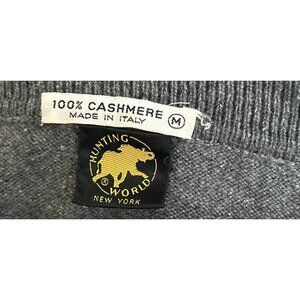 100% CASHMERE M
MADE IN ITALY
HUNTING
WORLD
®
NEW YORK